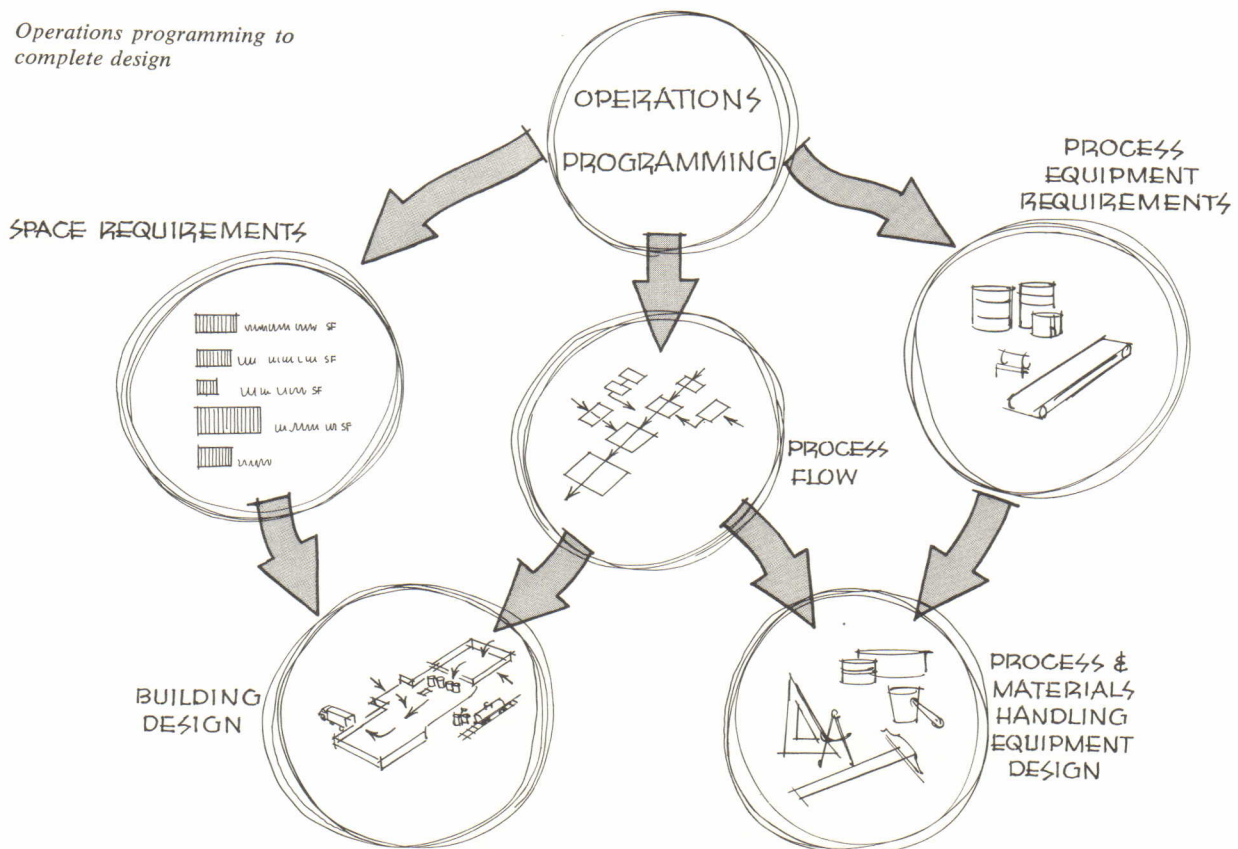 Operations programming to
complete design
OPERATIONS
PROGRAMMING
PROCESS
EQUIPMENT
REQUIREMENTS
SPACE REQUIREMENTS
SF
SF
SF
SF
PROCESS
FLOW
BUILDING
DESIGN
PROCESS &
MATERIALS
HANDLING
EQUIPMENT
DESIGN